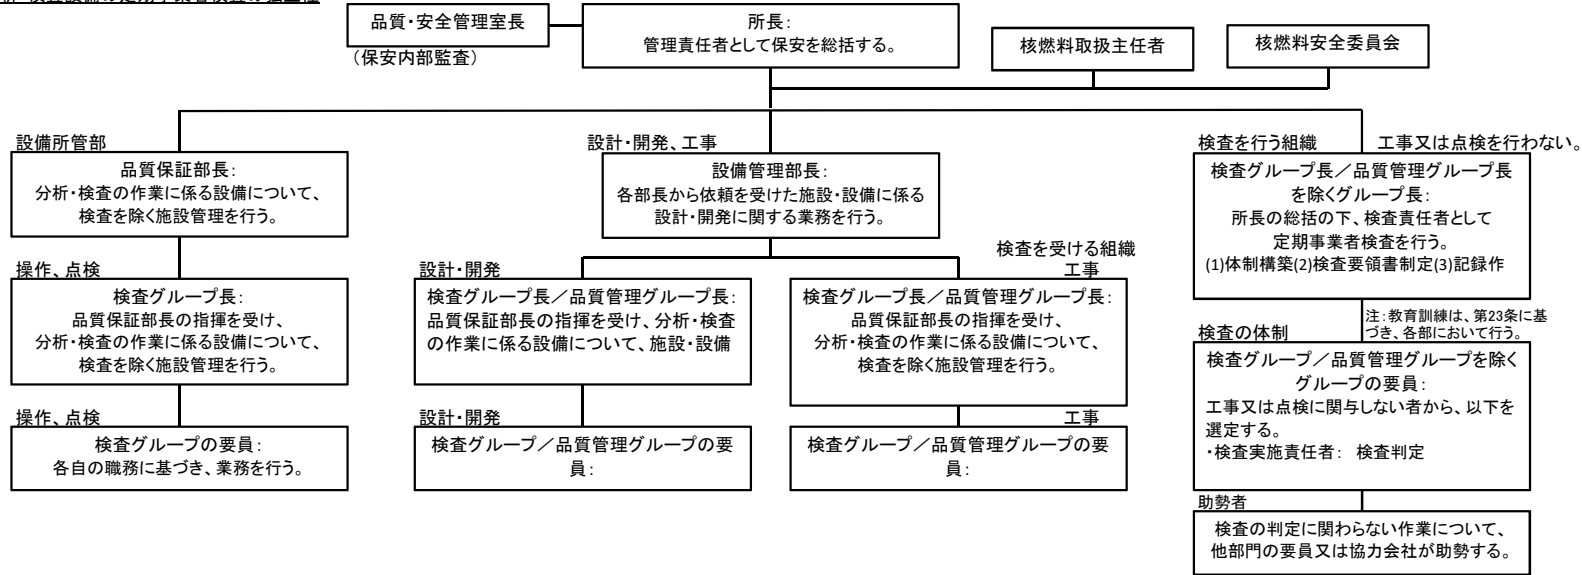 品質・安全管理室長
(保安内部監査)
所長:
管理責任者として保安を総括する。
核燃料取扱主任者
核燃料安全委員会
設備所管部
品質保証部長:
分析・検査の作業に係る設備について、
検査を除く施設管理を行う。
操作、点検
検査グループ長:
品質保証部長の指揮を受け、
分析・検査の作業に係る設備について、
検査を除く施設管理を行う。
操作、点検
検査グループの要員:
各自の職務に基づき、業務を行う。
設計・開発、工事
設備管理部長:
各部長から依頼を受けた施設・設備に係る
設計・開発に関する業務を行う。
検査を受ける組織
設計・開発
検査グループ長/品質管理グループ長:
品質保証部長の指揮を受け、分析・検査
の作業に係る設備について、施設・設備
設計・開発
検査グループ/品質管理グループの要
員:
工事
検査グループ長/品質管理グループ長:
品質保証部長の指揮を受け、
分析・検査の作業に係る設備について、
検査を除く施設管理を行う。
工事
検査グループ/品質管理グループの要
員:
検査を行う組織
工事又は点検を行わない。
検査グループ長/品質管理グループ長
を除くグループ長:
所長の総括の下、検査責任者として
定期事業者検査を行う。
(1)体制構築(2)検査要領書制定(3)記録作
注:教育訓練は、第23条に基
づき、各部において行う。
検査の体制
検査グループ/品質管理グループを除く
グループの要員:
工事又は点検に関与しない者から、以下を
選定する。
・検査実施責任者: 検査判定
助勢者
検査の判定に関わらない作業について、
他部門の要員又は協力会社が助勢する。